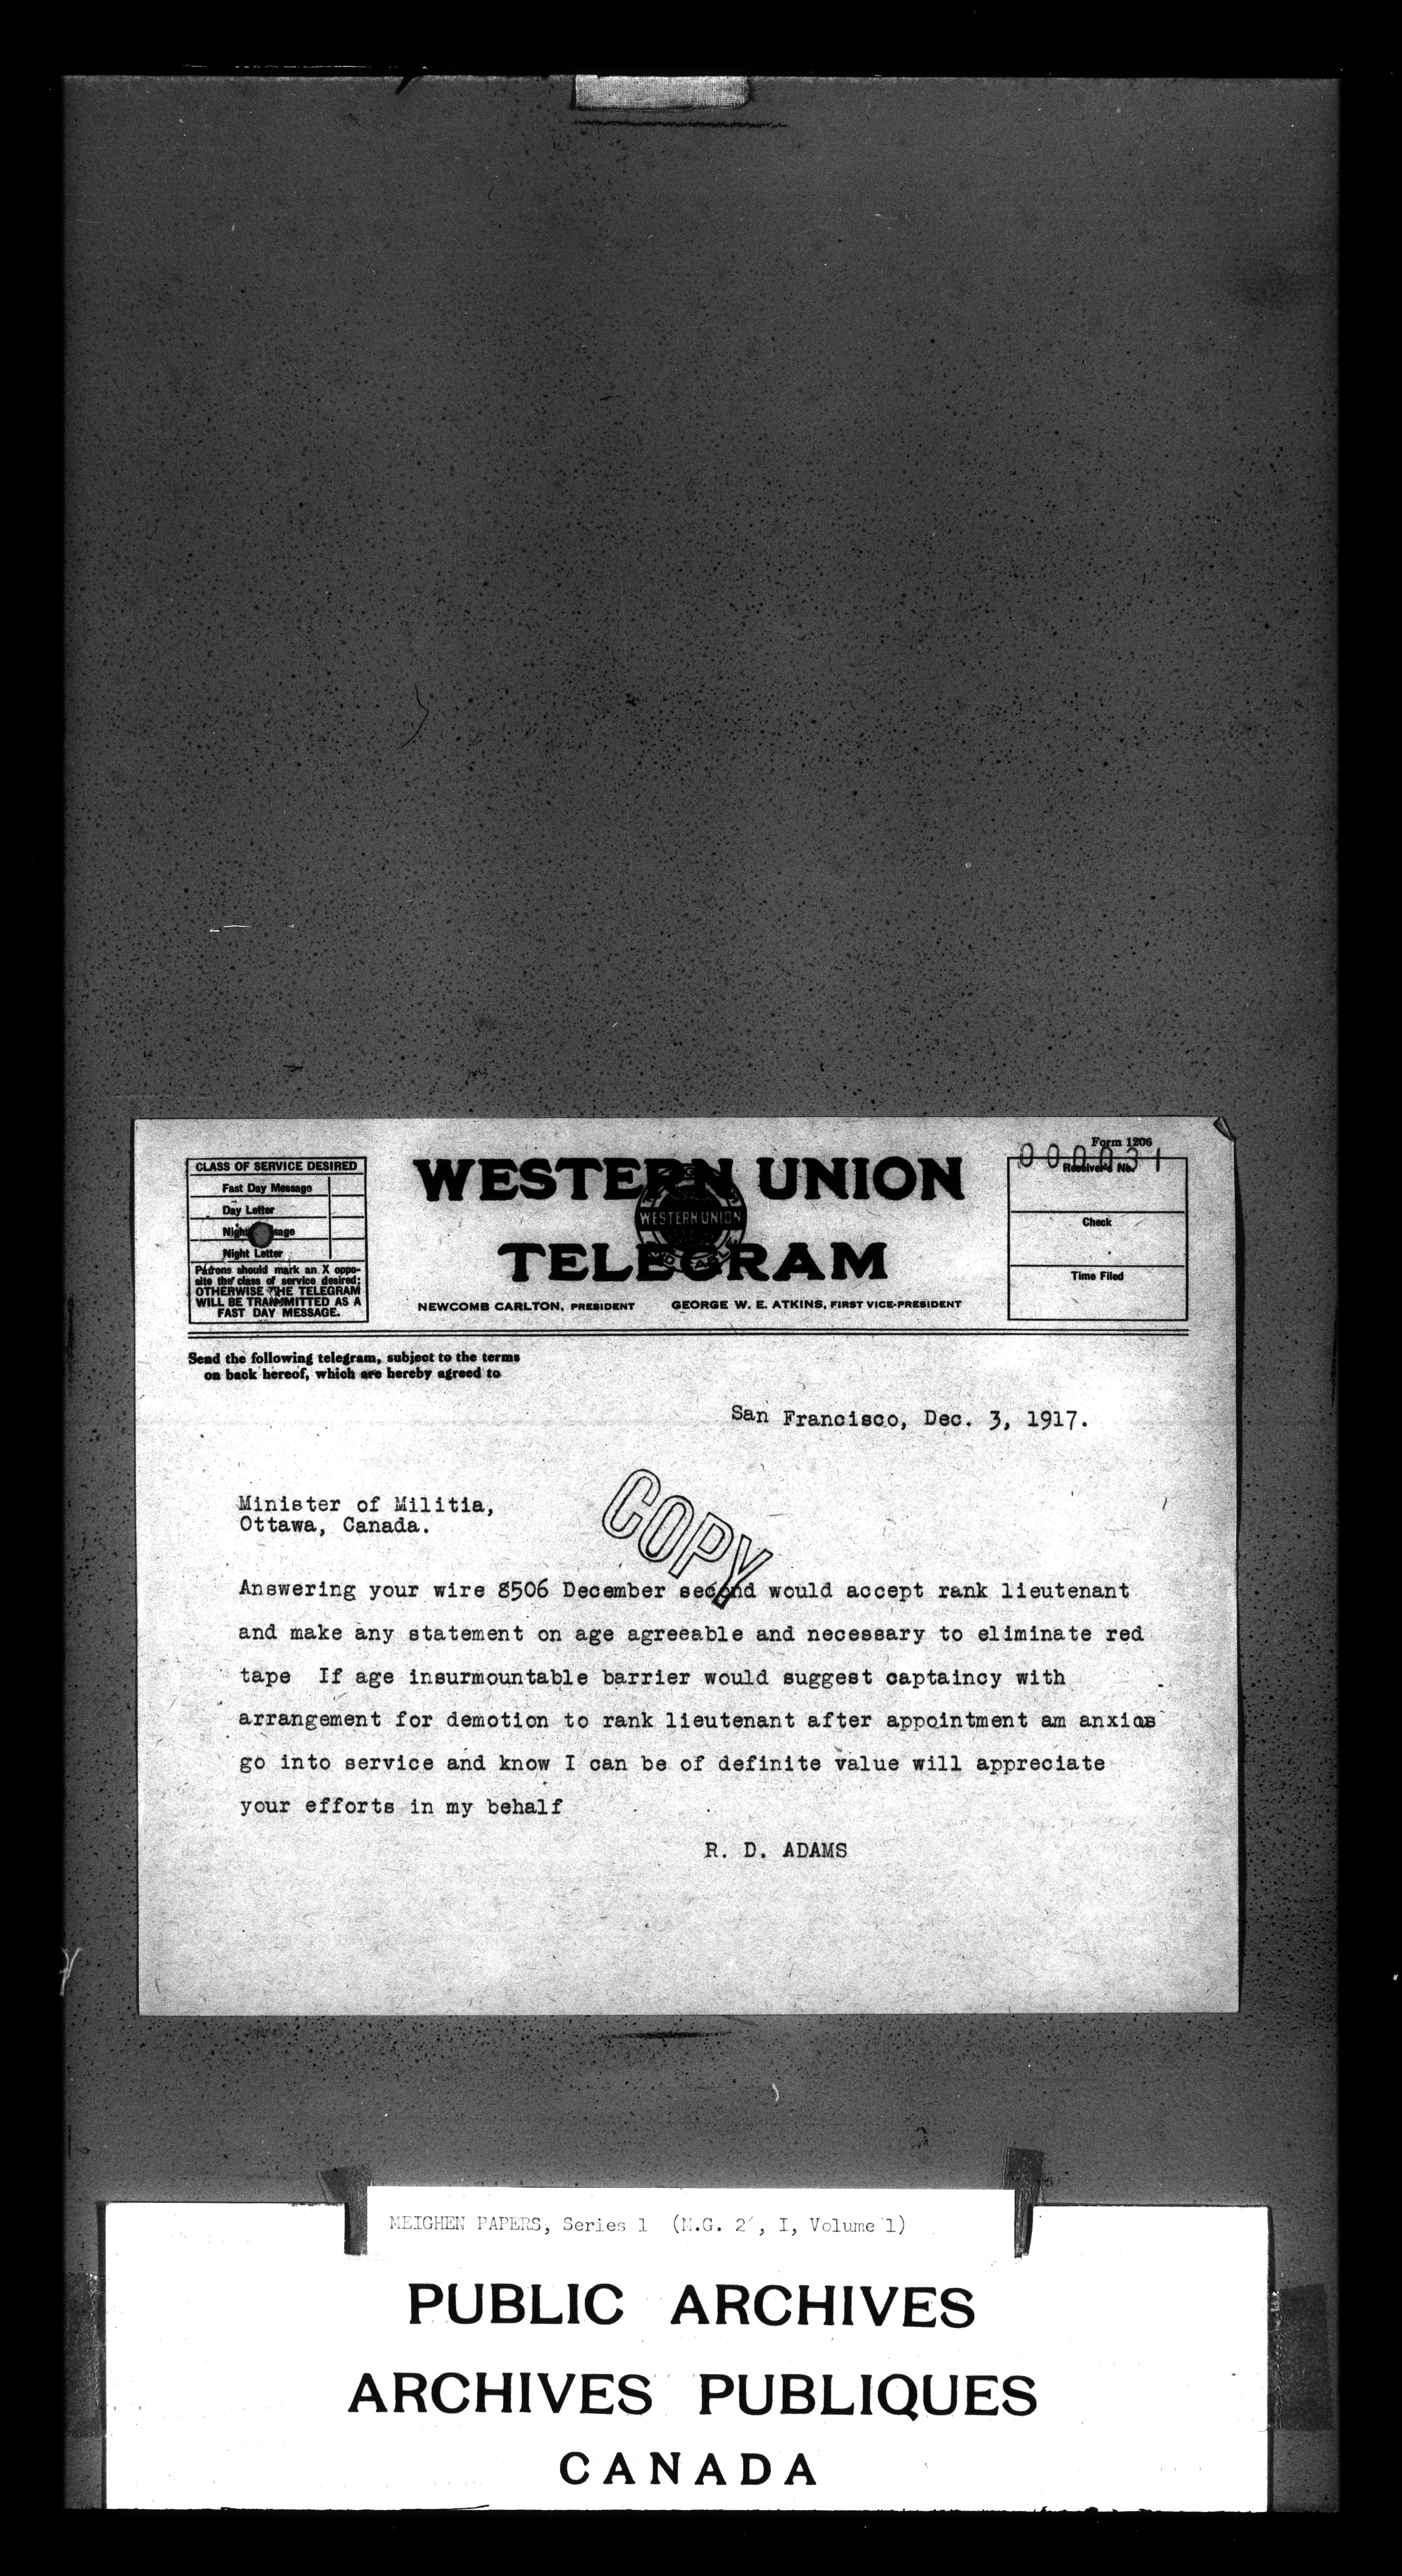 Form 1206
000031
CLASS OF SERVICE DESIRED
Fast Day Message
Day Letter
Night Letter
Patrons should mark an X oppo-
site the class of service desired;
OTHERWISE THE TELEGRAM
WILL BE TRANSMITTED AS A
FAST DAY MESSAGE.
WESTERN UNION
WESTERN UNION
TELEGRAM
NEWCOMB CARLTON, PRESIDENT GEORGE W. E. ATKINS, FIRST VICE-PRESIDENT
Receiver's No.
Check
Time Filed
Send the following telegram, subject to the terms
on back hereof, which are hereby agreed to
San Francisco, Dec. 3, 1917.
Minister of Militia,
Ottawa, Canada.
COPY
Answering your wire 8506 December second would accept rank lieutenant
and make any statement on age agreeable and necessary to eliminate red
tape If age insurmountable barrier would suggest captaincy with
arrangement for demotion to rank lieutenant after appointment am anxios
go into service and know I can be of definite value will appreciate
your efforts in my behalf
R. D. ADAMS
MEIGHEN PAPERS, Series 1 (M.G. 2 , I, Volume 1)
PUBLIC ARCHIVES
ARCHIVES PUBLIQUES
CANADA